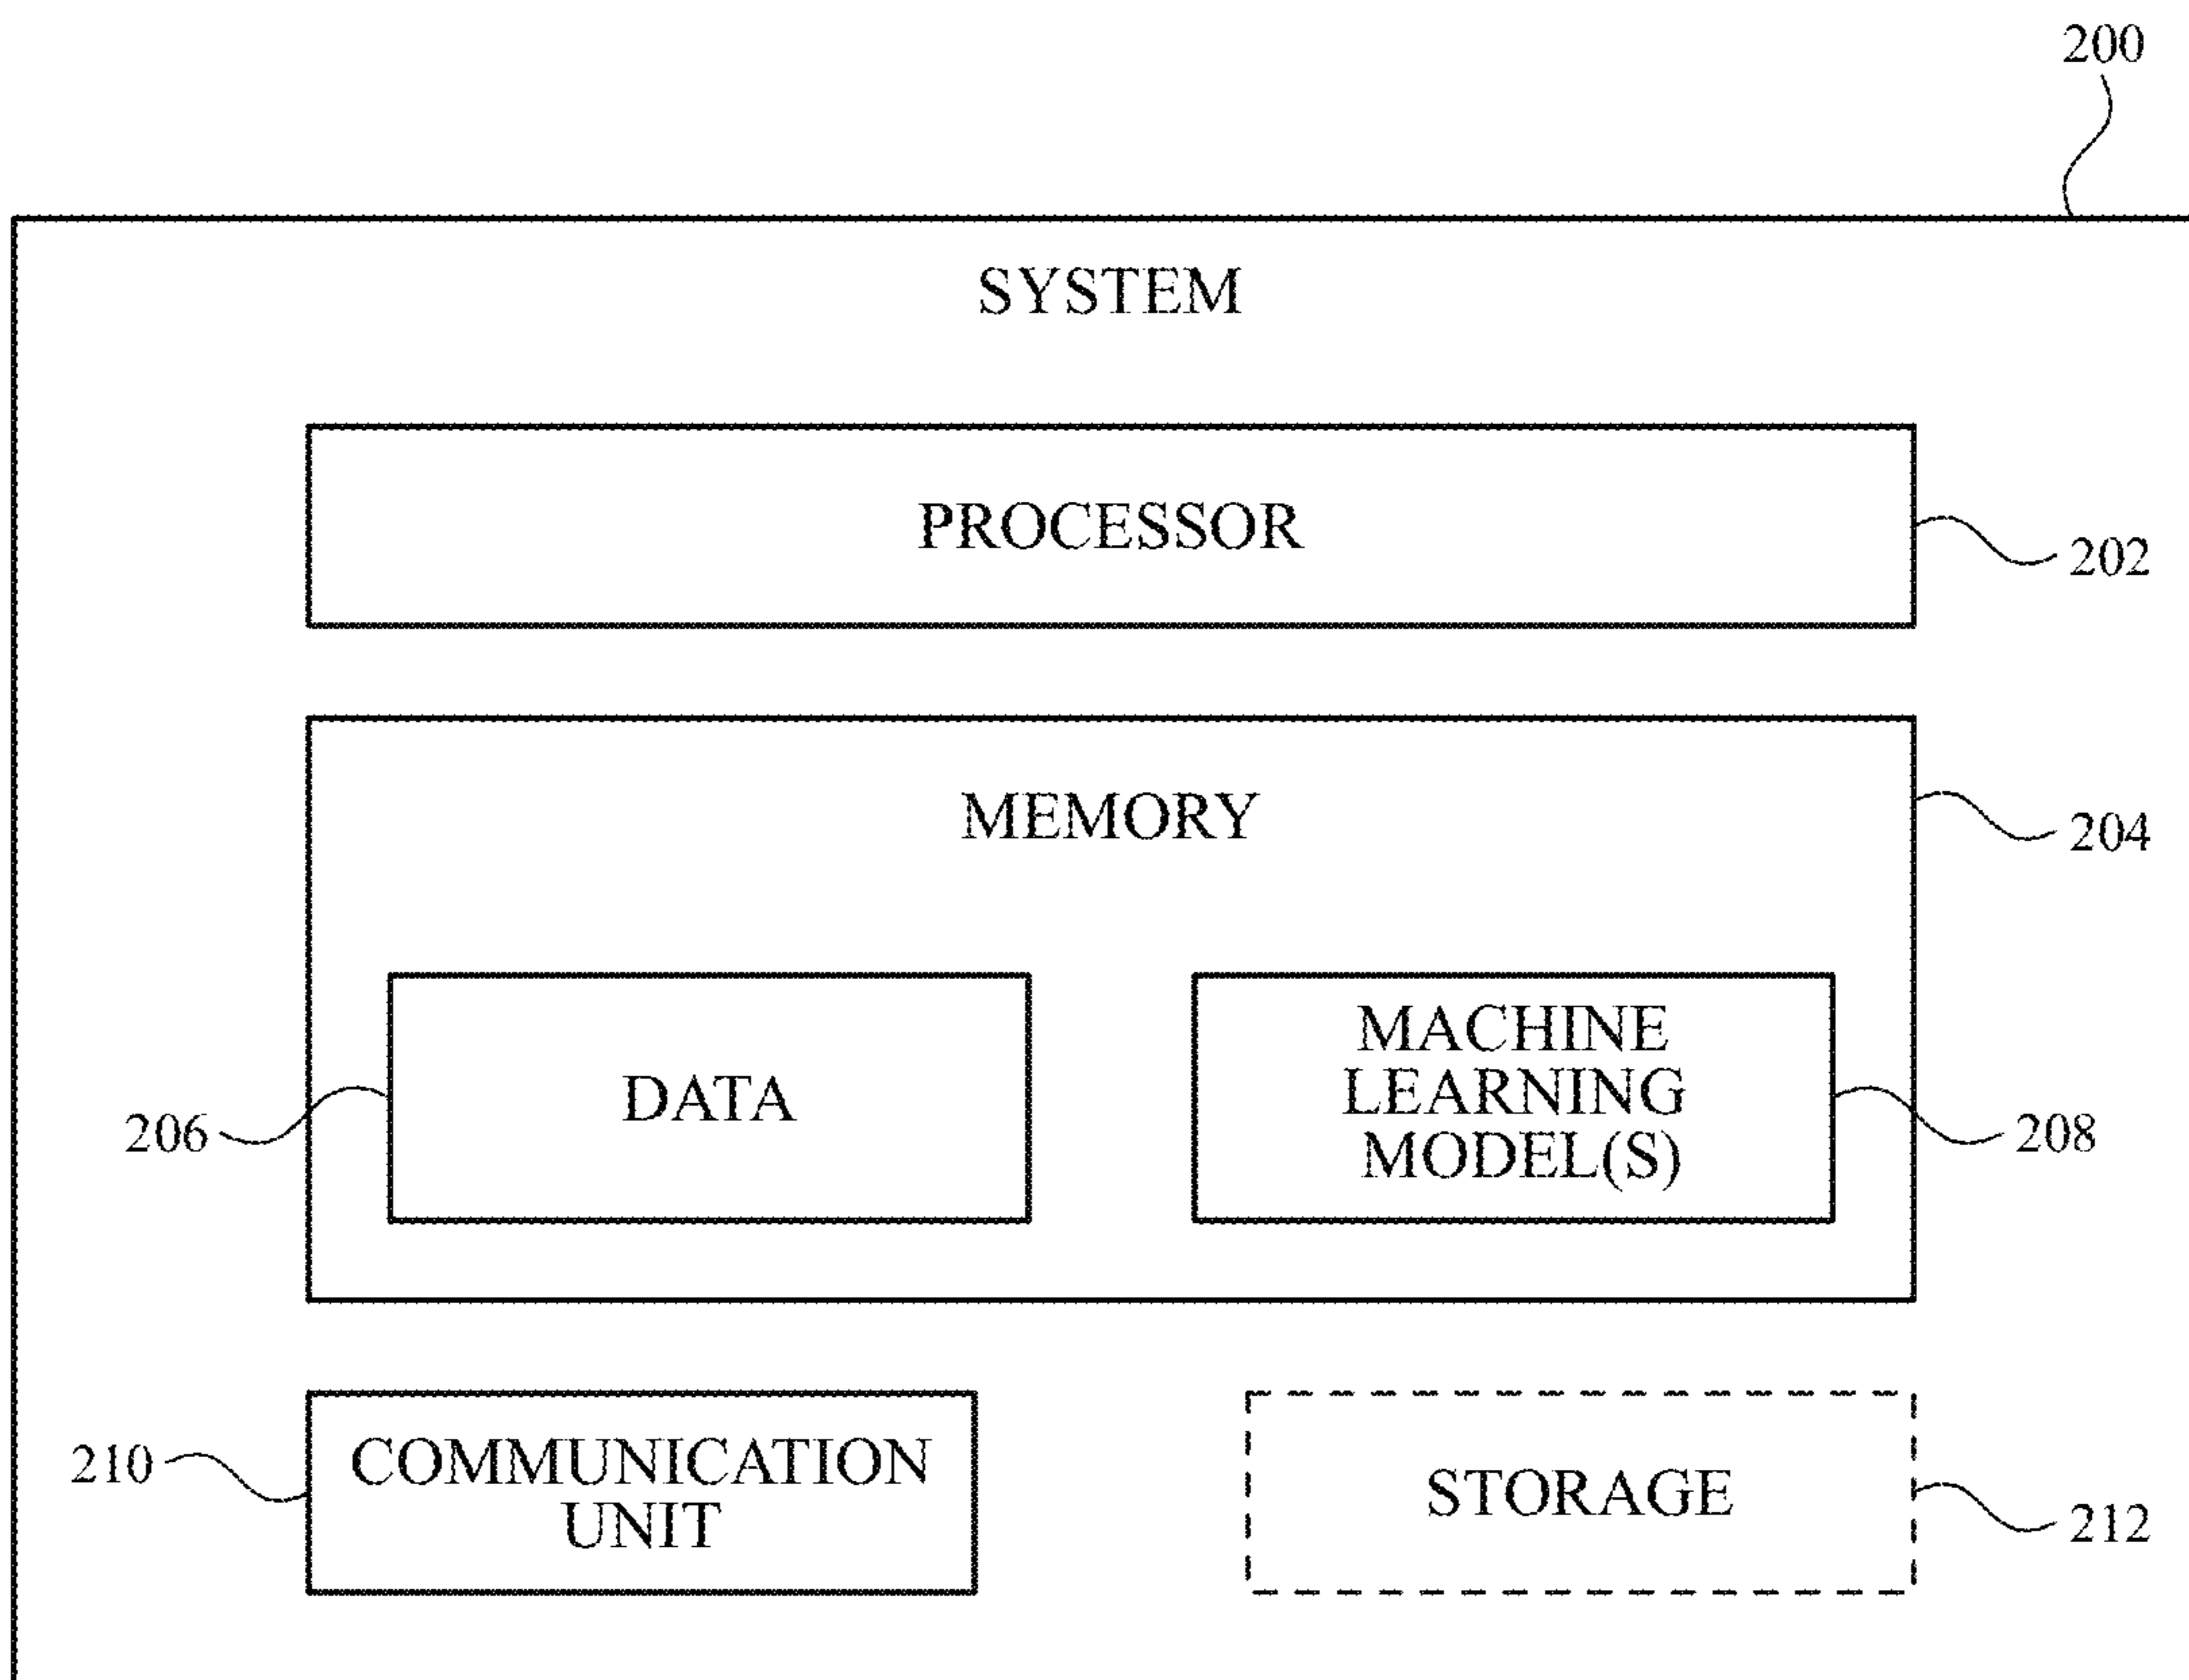 200
SYSTEM
PROCESSOR
202
MEMORY
204
206
DATA
MACHINE
LEARNING
MODEL(S)
208
210
COMMUNICATION
UNIT
STORAGE
212